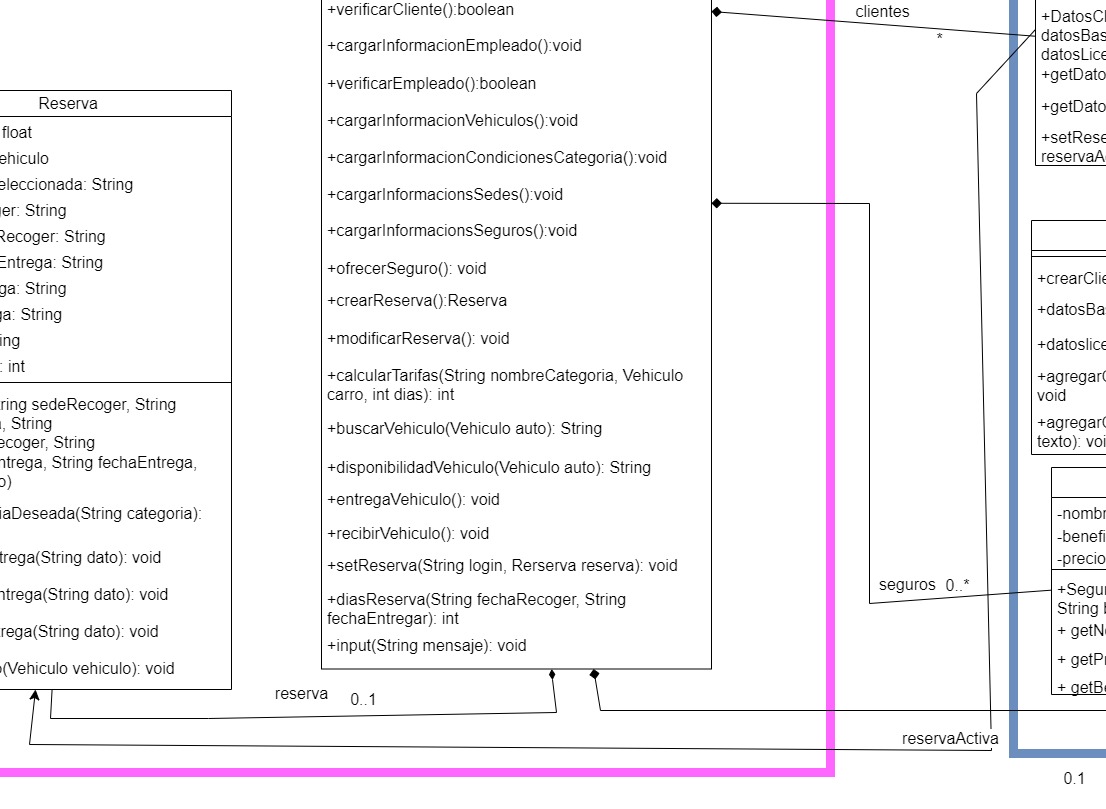 Reserva
float
ehiculo
eleccionada: String
er: String
Recoger: String
Entrega: String
ga: String
a: String
ing
: int
ring sedeRecoger, String
, String
ecoger, String
ntrega, String fechaEntrega,
o)
iaDeseada(String categoria):
trega(String dato): void
ntrega(String dato): void
rega(String dato): void
o(Vehiculo vehiculo): void
+verificarCliente():boolean
+cargarInformacionEmpleado():void
+verificarEmpleado():boolean
+cargarInformacionVehiculos():void
+cargarInformacionCondicionesCategoria():void
+cargarInformacionsSedes():void
+cargarInformacionsSeguros():void
+ofrecerSeguro(): void
+crearReserva():Reserva
+modificarReserva(): void
+calcularTarifas(String nombreCategoria, Vehiculo
carro, int dias): int
+buscarVehiculo(Vehiculo auto): String
+disponibilidadVehiculo(Vehiculo auto): String
+entregaVehiculo(): void
+recibirVehiculo(): void
+setReserva(String login, Rerserva reserva): void
+diasReserva(String fechaRecoger, String
fechaEntregar): int
+input(String mensaje): void
reserva
0..1
clientes
*
seguros 0..*
reservaActiva
+DatosCl
datosBas
datosLice
+getDato
+getDato
+setRese
reservaA
+crearClie
+datosBa
+datoslice
+agregarC
void
+agregarC
texto): voi
-nombr
-benefi
-precio
+Segur
String b
+ getN
+ getPr
+ getBe
0.1